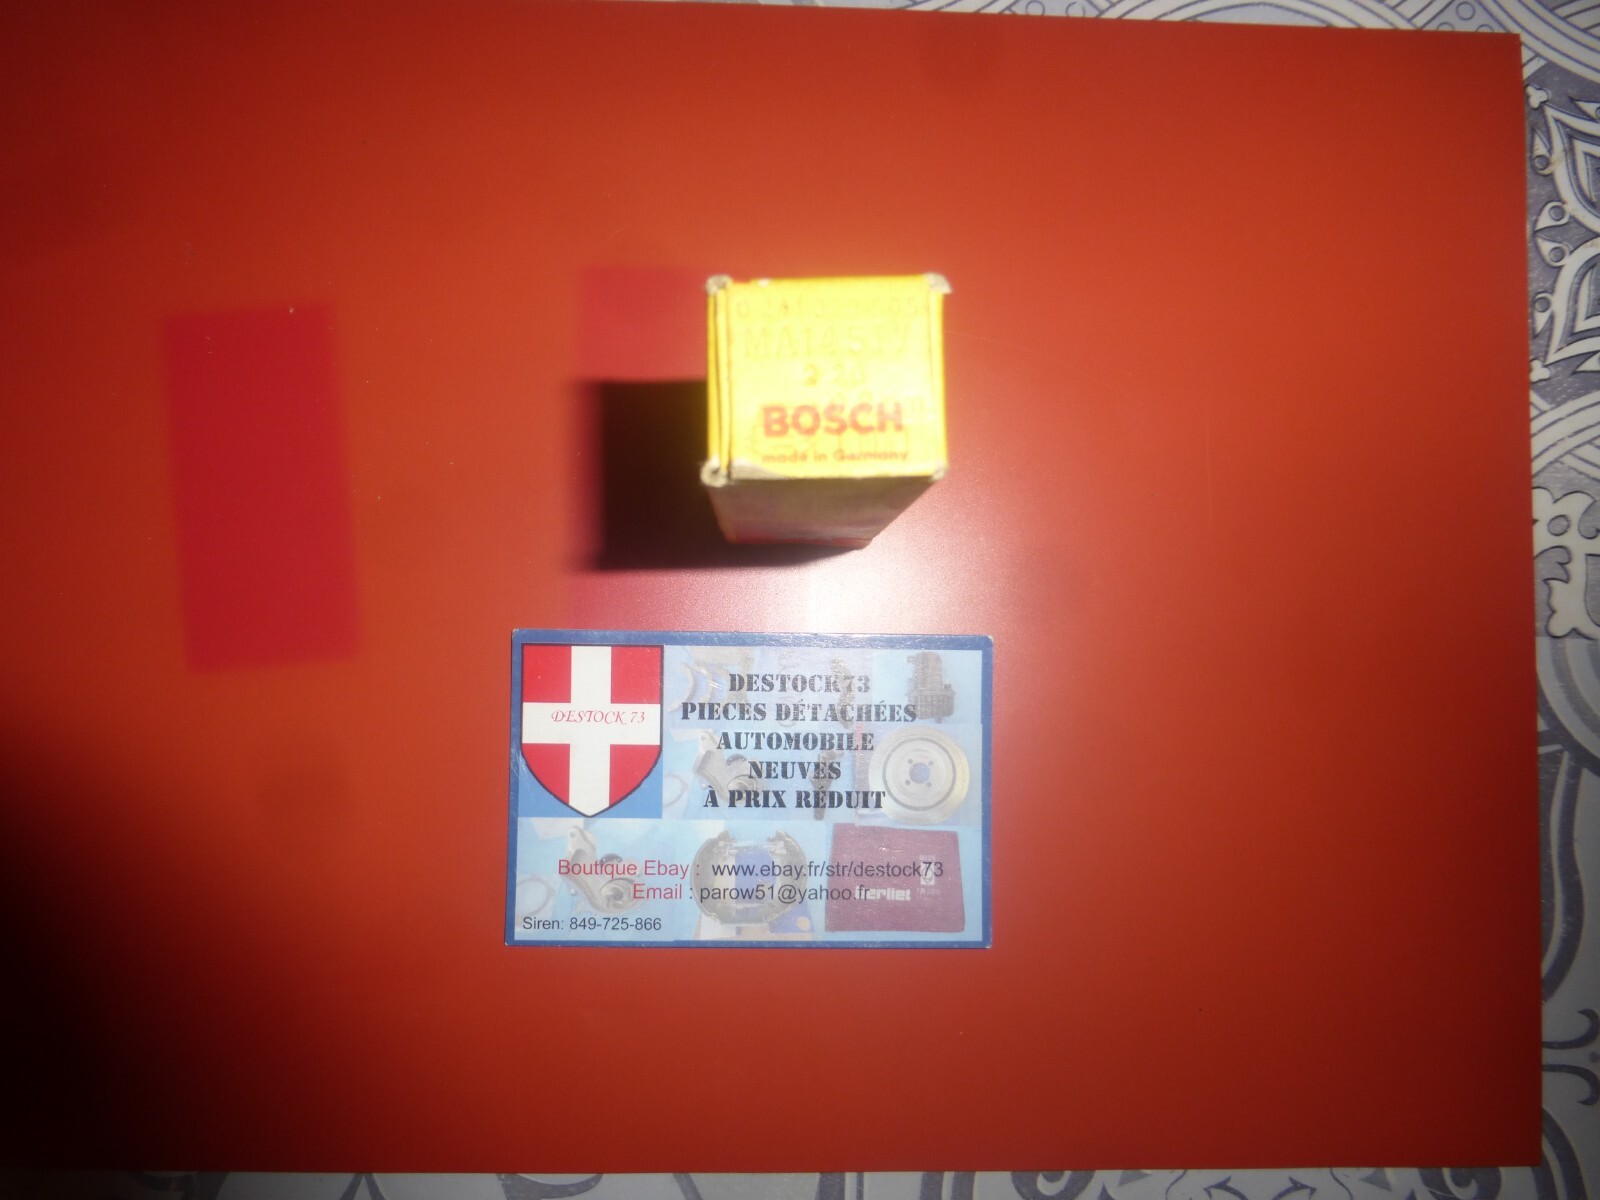 BOSCH
made in Germany
DESTOCK 73
DESTOCK73
PIECES DÉTACHÉES
AUTOMOBILE
NEUVES
À PRIX RÉDUIT
Boutique Ebay : www.ebay.fr/str/destock73
Email : parow51@yahoo.fr
Berliet
Siren: 849-725-866